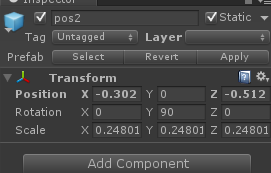 Inspector
pos2 Static
Tag Untagged Layer
Prefab Select Revert Apply
Transform
Position X -0.302 Y 0 Z -0.512
Rotation X 0 Y 90 Z 0
Scale X 0.24801 Y 0.24801 Z 0.24801
Add Component